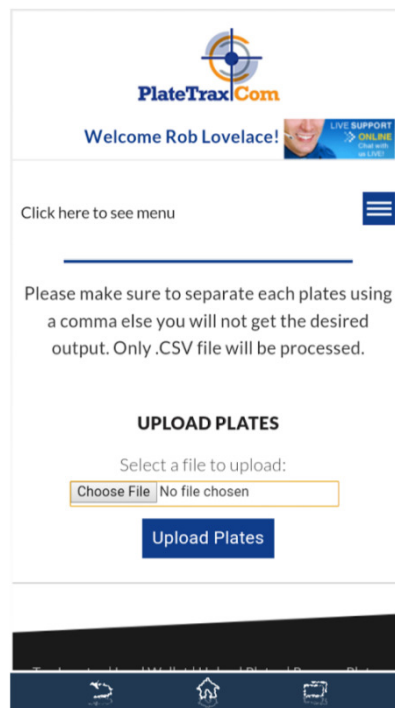 PlateTrax Com
Welcome Rob Lovelace!
LIVE SUPPORT
ONLINE
Chat with
us LIVE!
Click here to see menu
Please make sure to separate each plates using
a comma else you will not get the desired
output. Only .CSV file will be processed.
UPLOAD PLATES
Select a file to upload:
Choose File No file chosen
Upload Plates